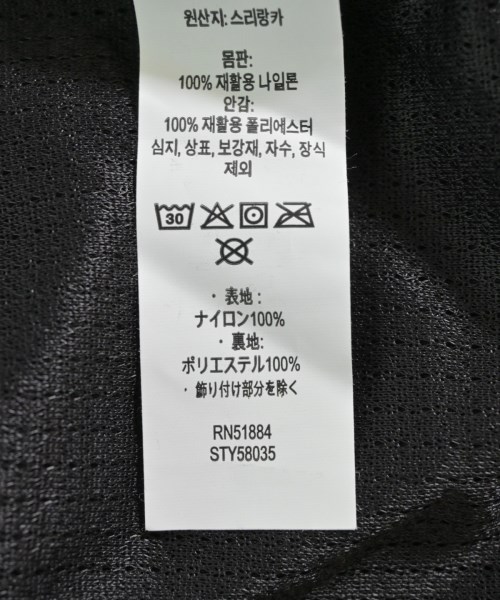 원산지: 스리랑카
몸판:
100% 재활용 나일론
안감:
100% 재활용 폴리에스터
심지, 상표, 보강재, 자수, 장식
제외
30
・表地：
ナイロン100%
・裏地:
ポリエステル100%
・飾り付け部分を除く
RN51884
STY58035